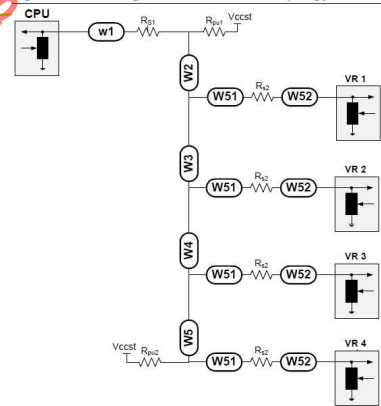 CPU
w1
RS1
Rpu1
Vccst
W2
VR 1
W51
Rs2
W52
W3
VR 2
W51
Rs2
W52
W4
VR 3
W51
Rs2
W52
W5
Vccst
Rpu2
VR 4
W51
Rs2
W52